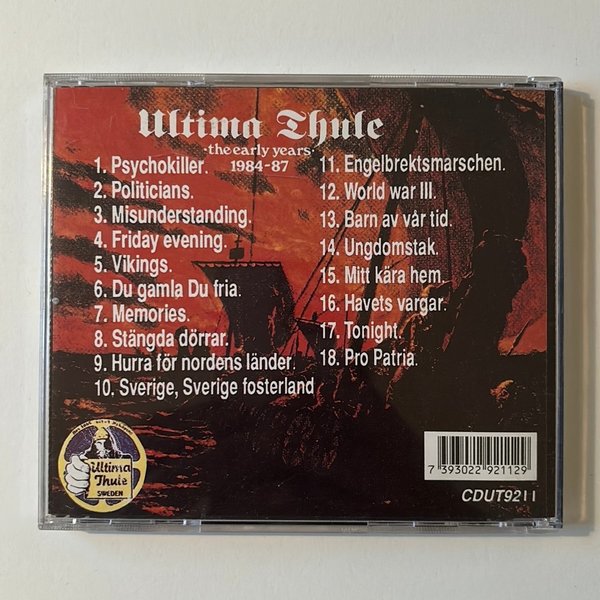 Ultima Thule
·the early years·
1984-87
1. Psychokiller.
2. Politicians.
3. Misunderstanding.
4. Friday evening.
5. Vikings.
6. Du gamla Du fria.
7. Memories.
8. Stängda dörrar.
9. Hurra för nordens länder.
10. Sverige, Sverige fosterland
11. Engelbrektsmarschen.
12. World war III.
13. Barn av vår tid.
14. Ungdomstak.
15. Mitt kära hem.
16. Havets vargar.
17. Tonight.
18. Pro Patria.
Ultima
Thule
SWEDEN
7 393022 921129
CDUT9211